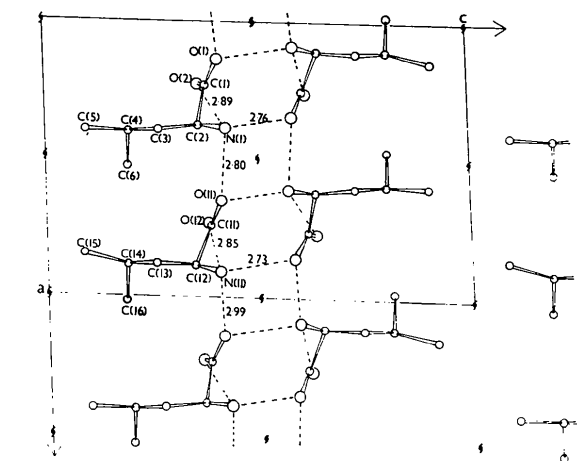 c
O(1)
O(2) C(1)
2.89
C(5) C(4) 2.76
C(3) C(2) N(1)
C(6) 2.80
O(11)
O(12) C(11)
C(15) 2.85
C(14) 2.73
C(13) C(12) N(11)
a
C(16) 2.99